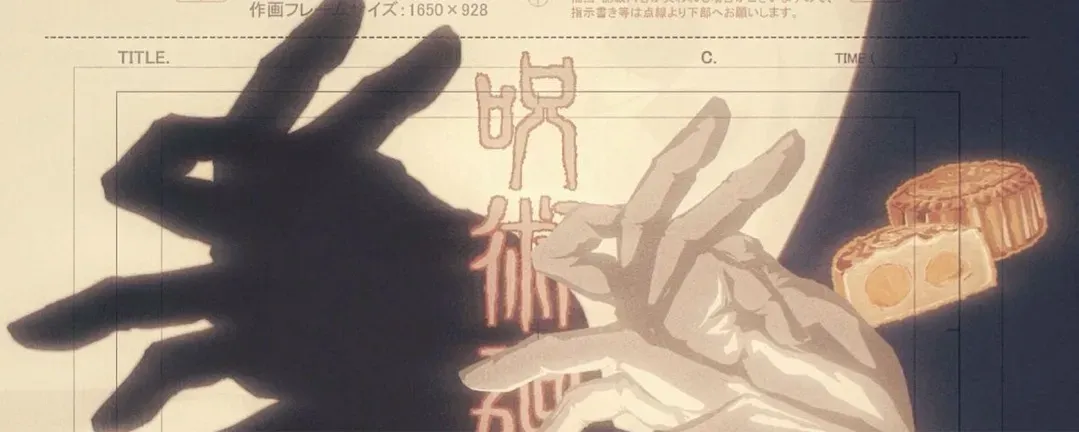 作画フレームサイズ:1650×928
指示書き等は点線より下部へお願いします。
TITLE.
C.
TIME ( )
呪術廻